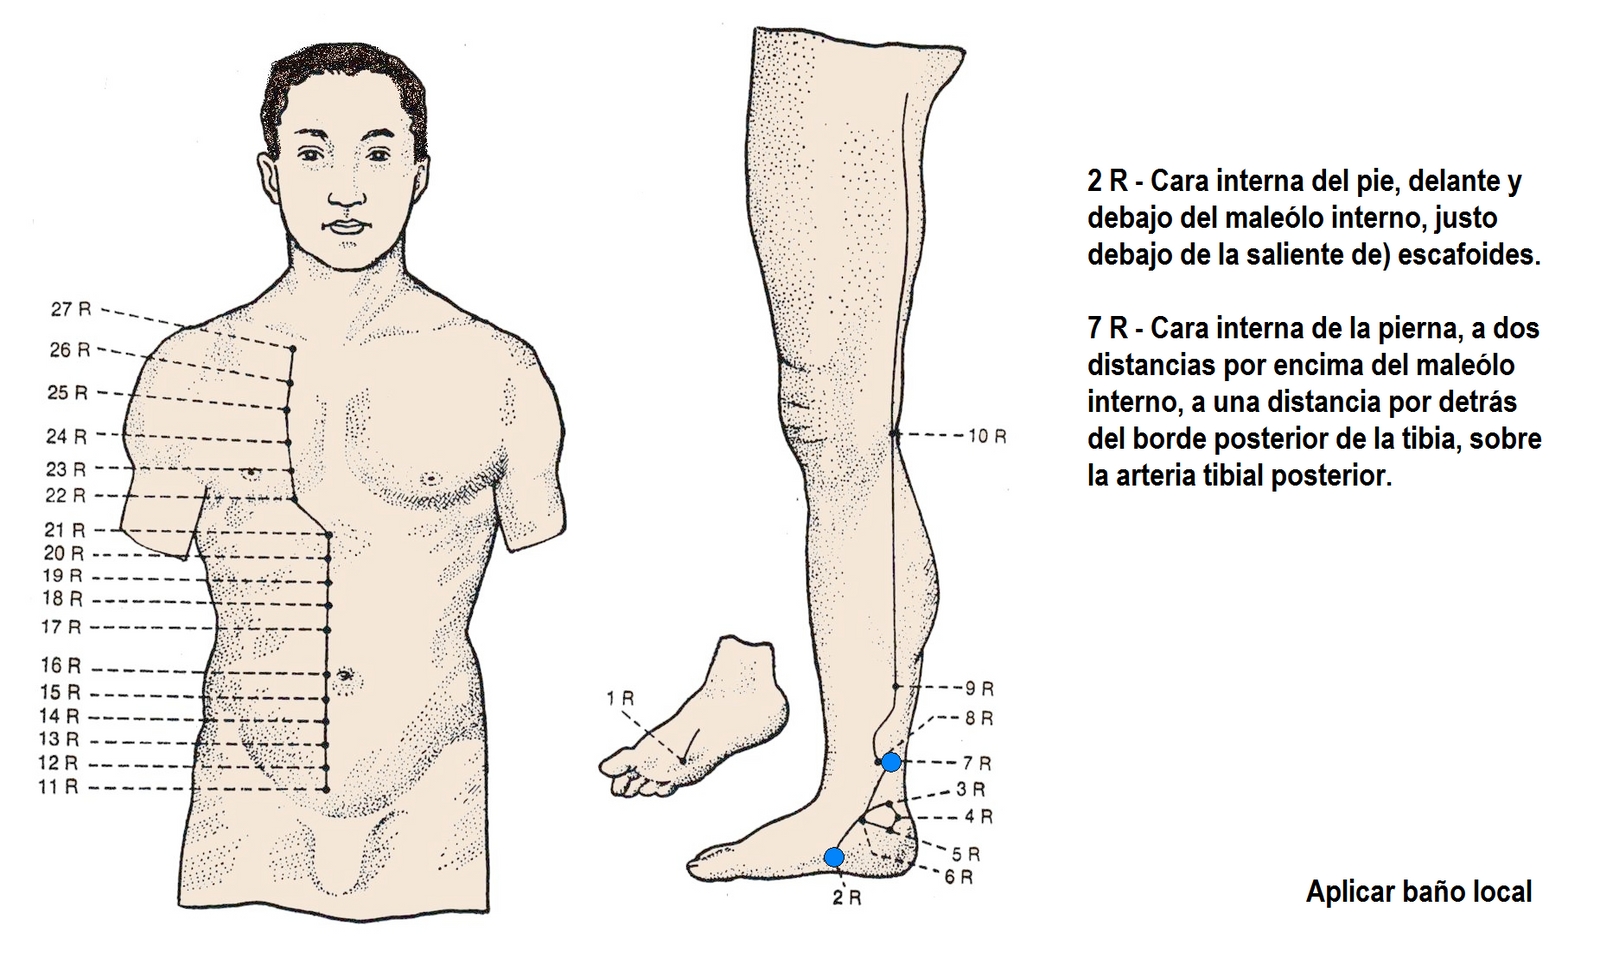 27 R
26 R
25 R
24 R
23 R
22 R
21 R
20 R
19 R
18 R
17 R
16 R
15 R
14 R
13 R
12 R
11 R
1 R
10 R
9 R
8 R
7 R
3 R
4 R
5 R
6 R
2 R
2 R - Cara interna del pie, delante y
debajo del maleólo interno, justo
debajo de la saliente de) escafoides.
7 R - Cara interna de la pierna, a dos
distancias por encima del maleólo
interno, a una distancia por detrás
del borde posterior de la tibia, sobre
la arteria tibial posterior.
Aplicar baño local